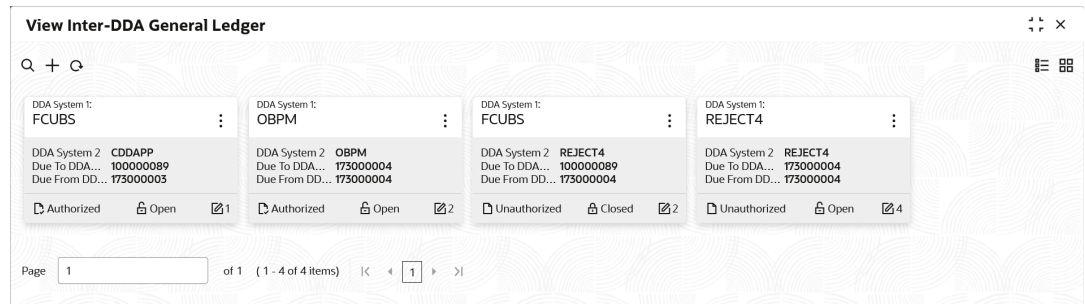 View Inter-DDA General Ledger
DDA System 1:
FCUBS
DDA System 2 CDDAPP
Due To DDA... 100000089
Due From DD... 173000003
Authorized Open 1
DDA System 1:
OBPM
DDA System 2 OBPM
Due To DDA... 173000004
Due From DD... 173000004
Authorized Open 2
DDA System 1:
FCUBS
DDA System 2 REJECT4
Due To DDA... 100000089
Due From DD... 173000004
Unauthorized Closed 2
DDA System 1:
REJECT4
DDA System 2 REJECT4
Due To DDA... 173000004
Due From DD... 173000004
Unauthorized Open 4
Page 1 of 1 ( 1 - 4 of 4 items) 1